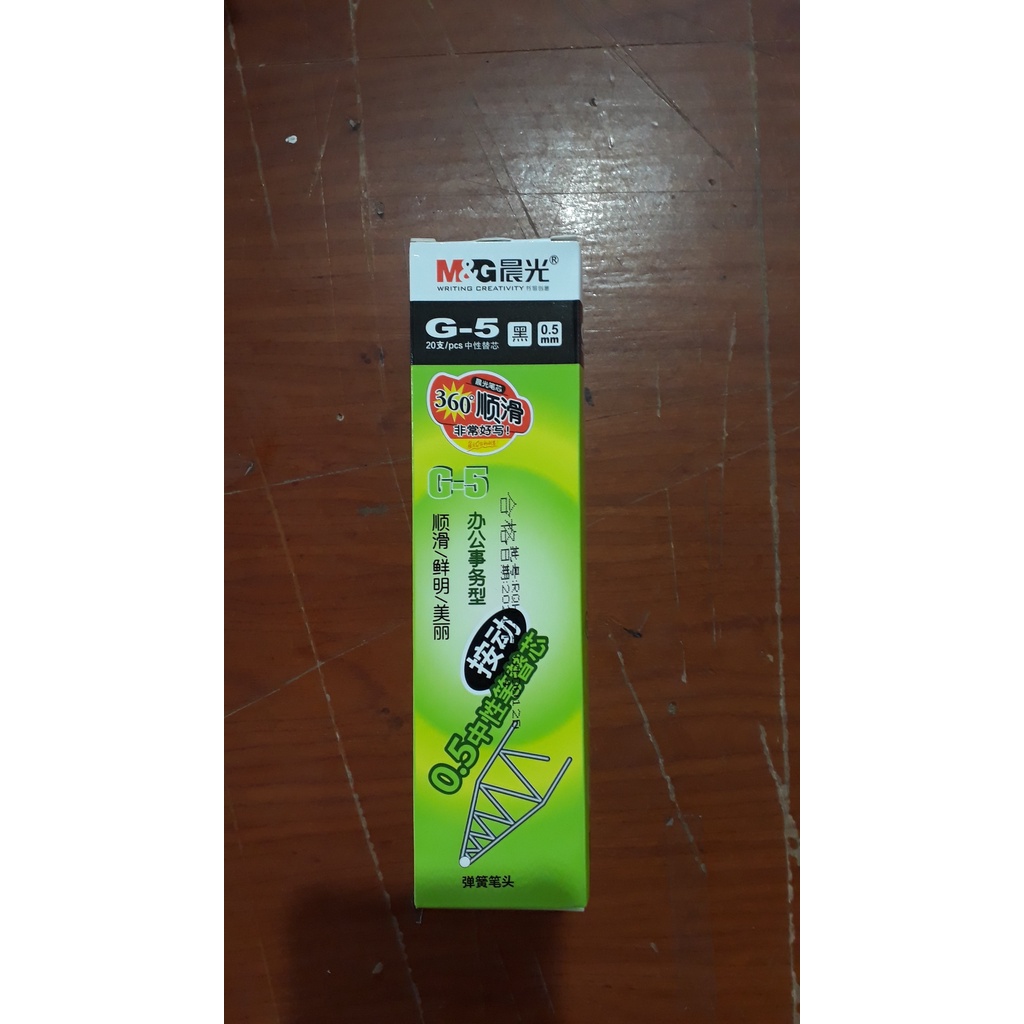 M&G晨光®
WRITING CREATIVITY
G-5 黑 0.5mm
20支/pcs 中性替芯
晨光笔芯
360°顺滑
非常好写!
G-5
顺滑/鲜明/美丽
办公事务型
合格
按动
0.5中性笔替芯
弹簧笔头